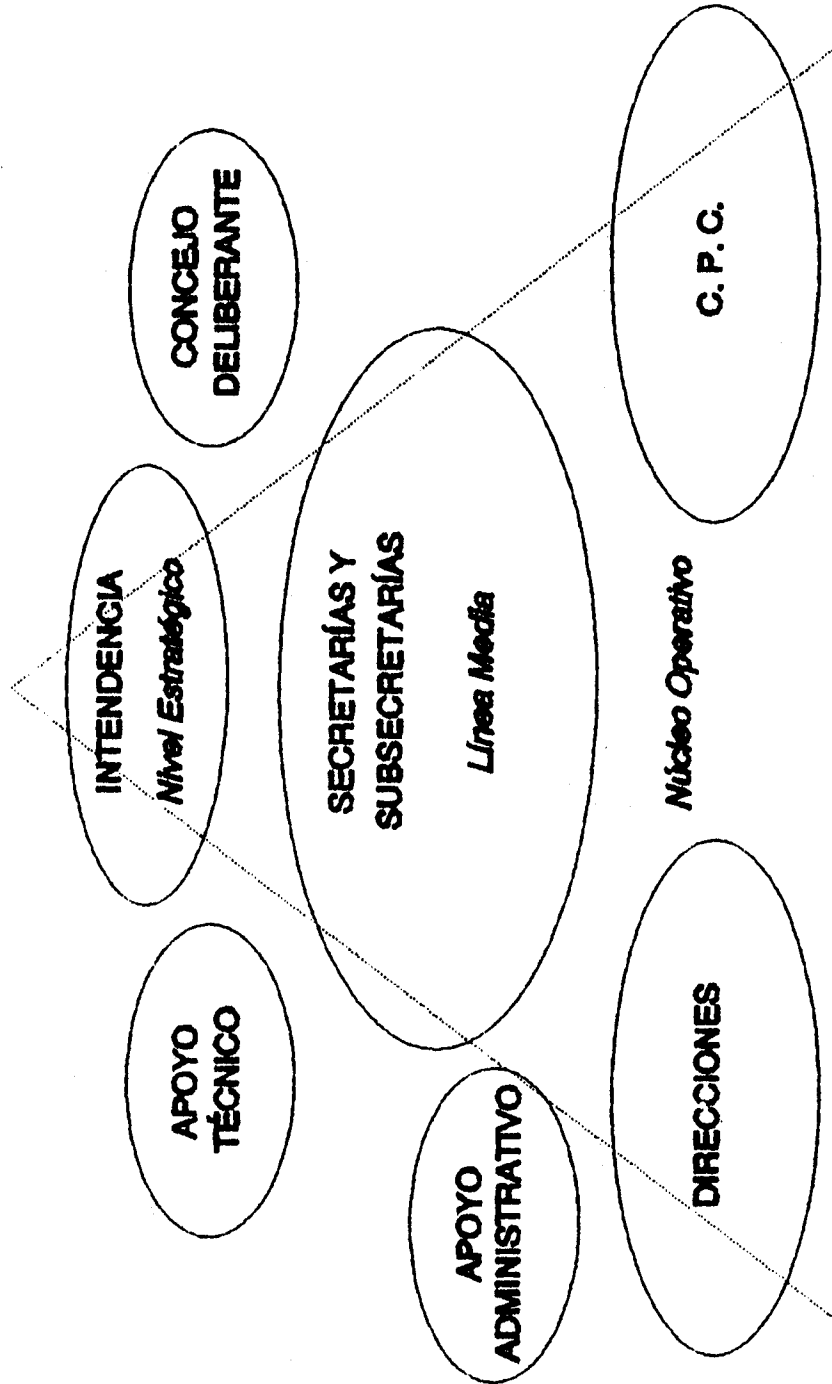 INTENDENCIA
Nivel Estratégico
APOYO
TÉCNICO
CONCEJO
DELIBERANTE
SECRETARÍAS Y
SUBSECRETARÍAS
Línea Media
APOYO
ADMINISTRATIVO
Núcleo Operativo
DIRECCIONES
C. P. C.